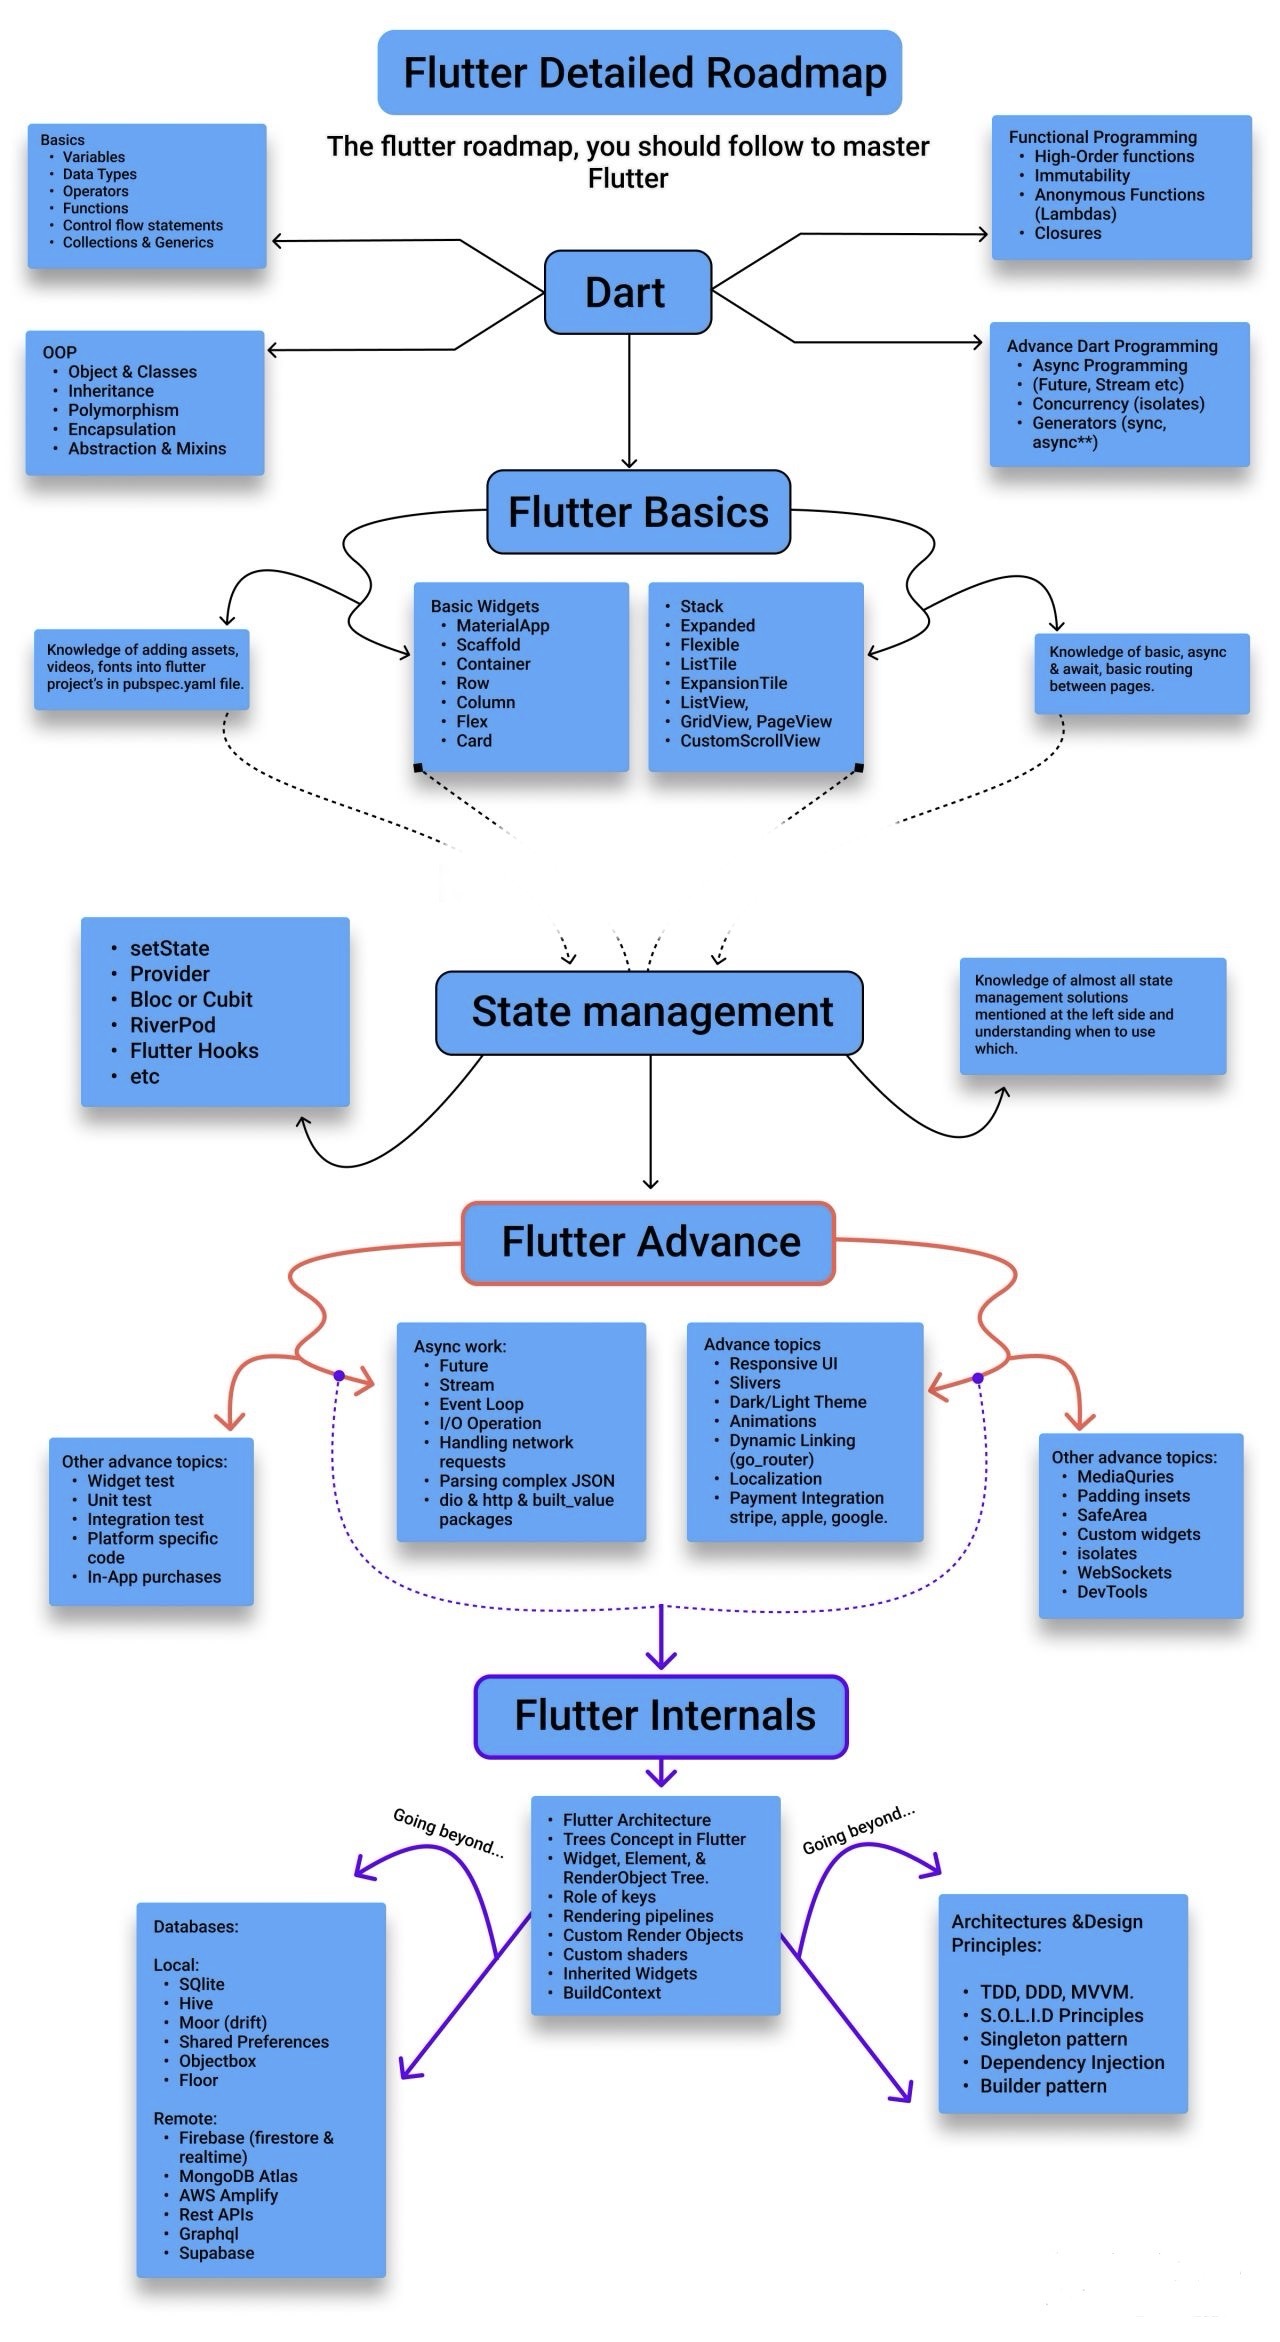 Flutter Detailed Roadmap
The flutter roadmap, you should follow to master
Flutter
Basics
• Variables
• Data Types
• Operators
• Functions
• Control flow statements
• Collections & Generics
Functional Programming
• High-Order functions
• Immutability
• Anonymous Functions
(Lambdas)
• Closures
Dart
OOP
• Object & Classes
• Inheritance
• Polymorphism
• Encapsulation
• Abstraction & Mixins
Advance Dart Programming
• Async Programming
• (Future, Stream etc)
• Concurrency (isolates)
• Generators (sync,
async**)
Flutter Basics
Knowledge of adding assets,
videos, fonts into flutter
project's in pubspec.yaml file.
Basic Widgets
• MaterialApp
• Scaffold
• Container
• Row
• Column
• Flex
• Card
• Stack
• Expanded
• Flexible
• ListTile
• ExpansionTile
• ListView,
• GridView, PageView
• CustomScrollView
Knowledge of basic, async
& await, basic routing
between pages.
• setState
• Provider
• Bloc or Cubit
• RiverPod
• Flutter Hooks
• etc
State management
Knowledge of almost all state
management solutions
mentioned at the left side and
understanding when to use
which.
Flutter Advance
Async work:
• Future
• Stream
• Event Loop
• I/O Operation
• Handling network
requests
• Parsing complex JSON
• dio & http & built_value
packages
Advance topics
• Responsive UI
• Slivers
• Dark/Light Theme
• Animations
• Dynamic Linking
(go_router)
• Localization
• Payment Integration
stripe, apple, google.
Other advance topics:
• Widget test
• Unit test
• Integration test
• Platform specific
code
• In-App purchases
Other advance topics:
• MediaQuries
• Padding insets
• SafeArea
• Custom widgets
• isolates
• WebSockets
• DevTools
Flutter Internals
Going beyond...
• Flutter Architecture
• Trees Concept in Flutter
• Widget, Element, &
RenderObject Tree.
• Role of keys
• Rendering pipelines
• Custom Render Objects
• Custom shaders
• Inherited Widgets
• BuildContext
Going beyond...
Databases:
Local:
• SQlite
• Hive
• Moor (drift)
• Shared Preferences
• Objectbox
• Floor
Remote:
• Firebase (firestore &
realtime)
• MongoDB Atlas
• AWS Amplify
• Rest APIs
• Graphql
• Supabase
Architectures &Design
Principles:
• TDD, DDD, MVVM.
• S.O.L.I.D Principles
• Singleton pattern
• Dependency Injection
• Builder pattern